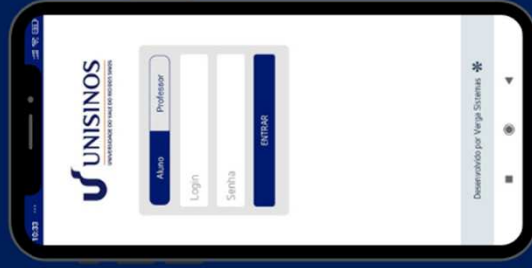 10:33 ...
UNISINOS
UNIVERSIDADE DO VALE DO RIO DOS SINOS
Aluno Professor
Login
Senha
ENTRAR
Desenvolvido por Verga Sistemas